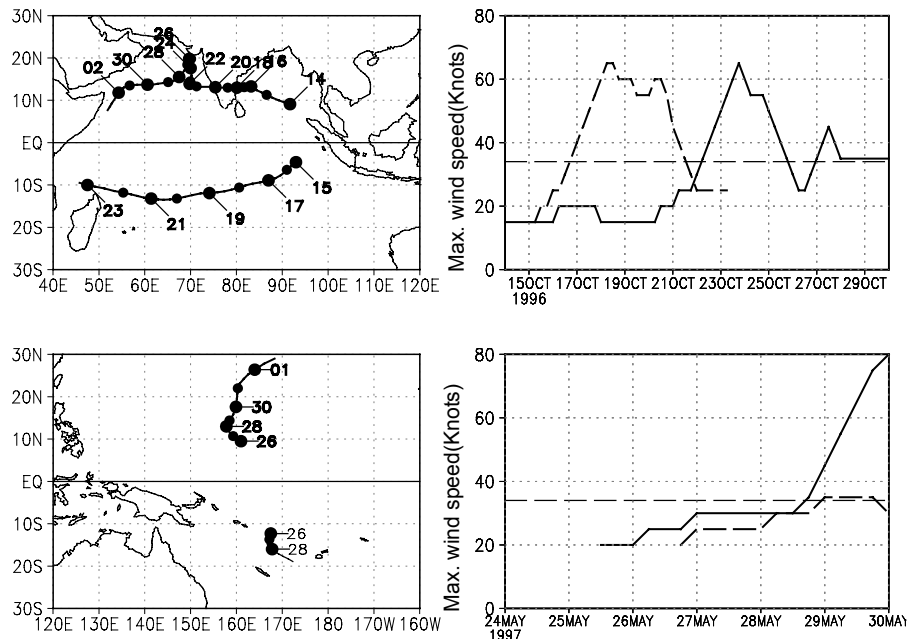 30N
20N
10N
EQ
10S
20S
30S
40E 50E 60E 70E 80E 90E 100E 110E 120E
26
24
28
30
02
22
20 18 16
14
15
17
19
21
23
Max. wind speed(Knots)
80
60
40
20
0
15OCT 17OCT 19OCT 21OCT 23OCT 25OCT 27OCT 29OCT
1996
30N
20N
10N
EQ
10S
20S
30S
120E 130E 140E 150E 160E 170E 180 170W 160W
01
30
28
26
26
28
Max. wind speed(Knots)
80
60
40
20
0
24MAY 25MAY 26MAY 27MAY 28MAY 29MAY 30MAY
1997